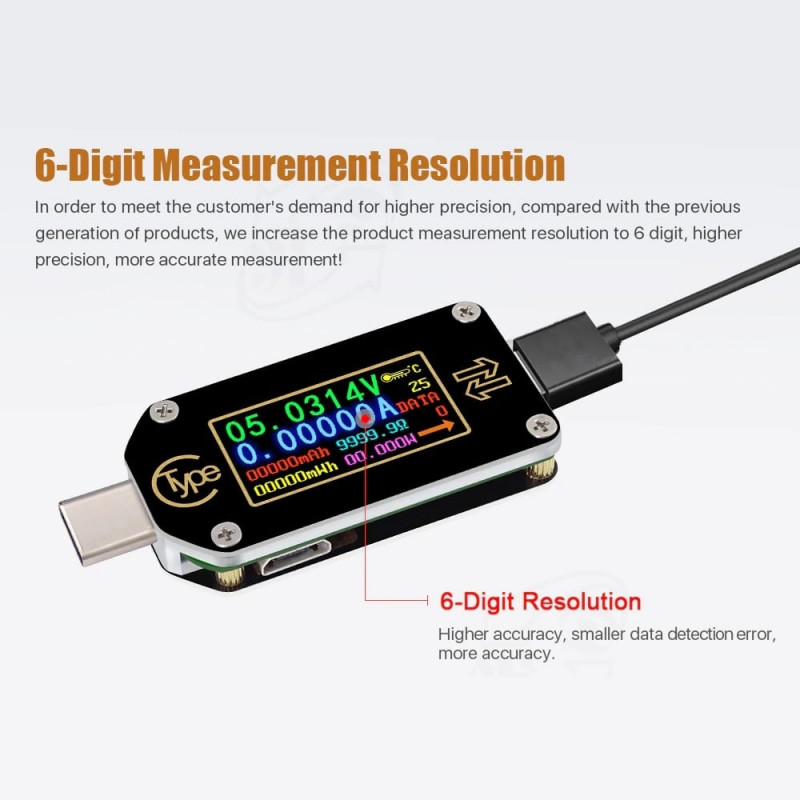 6-Digit Measurement Resolution
In order to meet the customer's demand for higher precision, compared with the previous
generation of products, we increase the product measurement resolution to 6 digit, higher
precision, more accurate measurement!
05.0314V °C
25
0.00000A DATA
0
00000mAh 9999.9Ω
00000mWh 00.000W
Type C
6-Digit Resolution
Higher accuracy, smaller data detection error,
more accuracy.